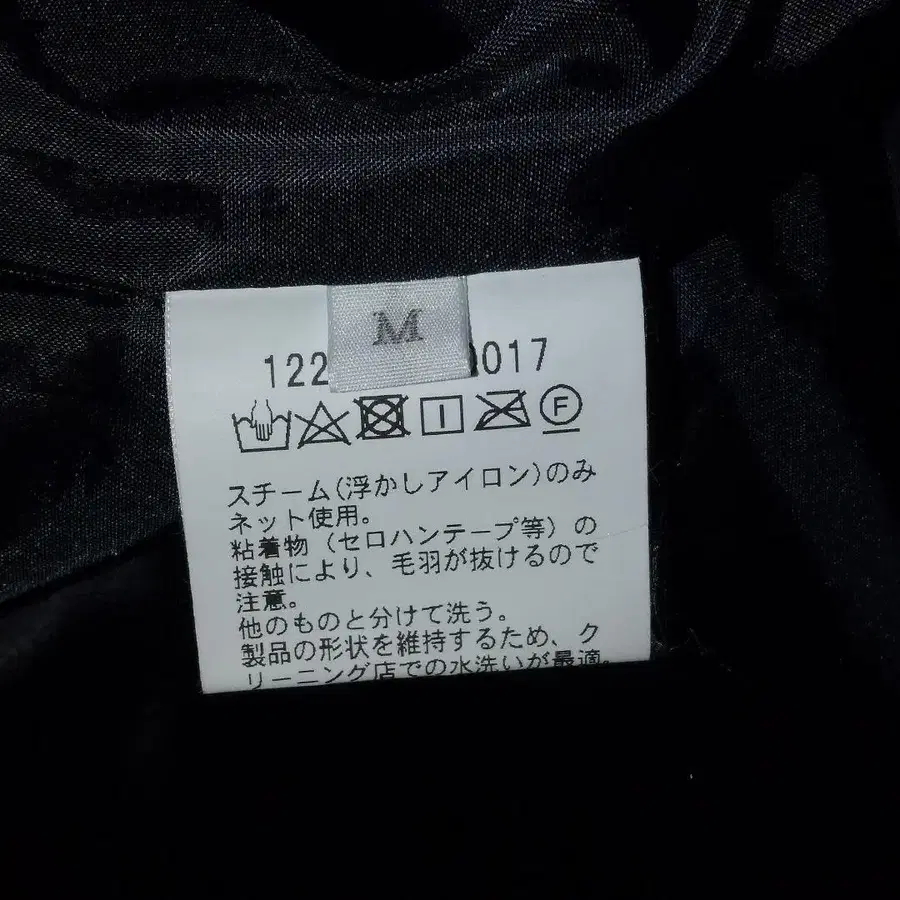 M
122 0017
F
スチーム(浮かしアイロン)のみ
ネット使用。
粘着物(セロハンテープ等)の
接触により、毛羽が抜けるので
注意。
他のものと分けて洗う。
製品の形状を維持するため、ク
リーニング店での水洗いが最適。